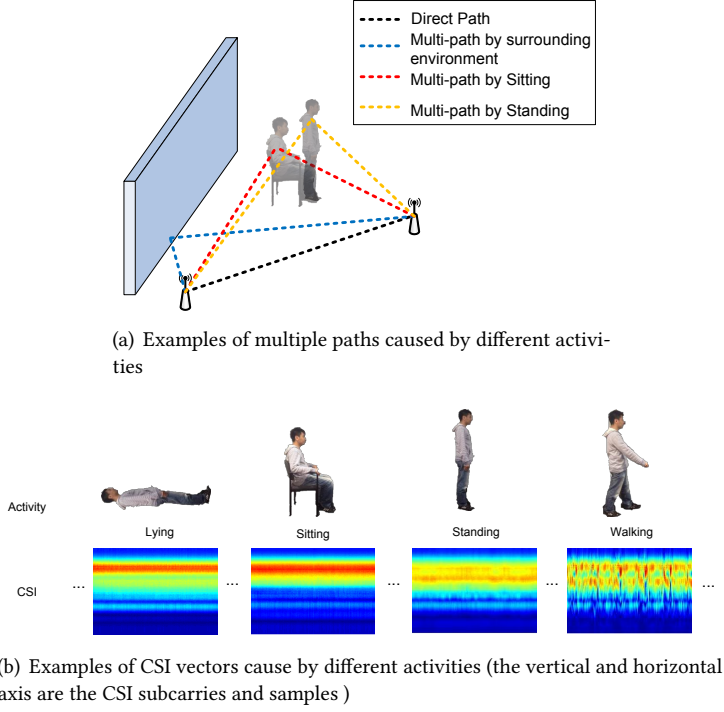 Direct Path
Multi-path by surrounding
environment
Multi-path by Sitting
Multi-path by Standing
(a) Examples of multiple paths caused by different activi-
ties
Activity
Lying
Sitting
Standing
Walking
CSI
...
...
...
...
...
(b) Examples of CSI vectors cause by different activities (the vertical and horizontal
axis are the CSI subcarries and samples )